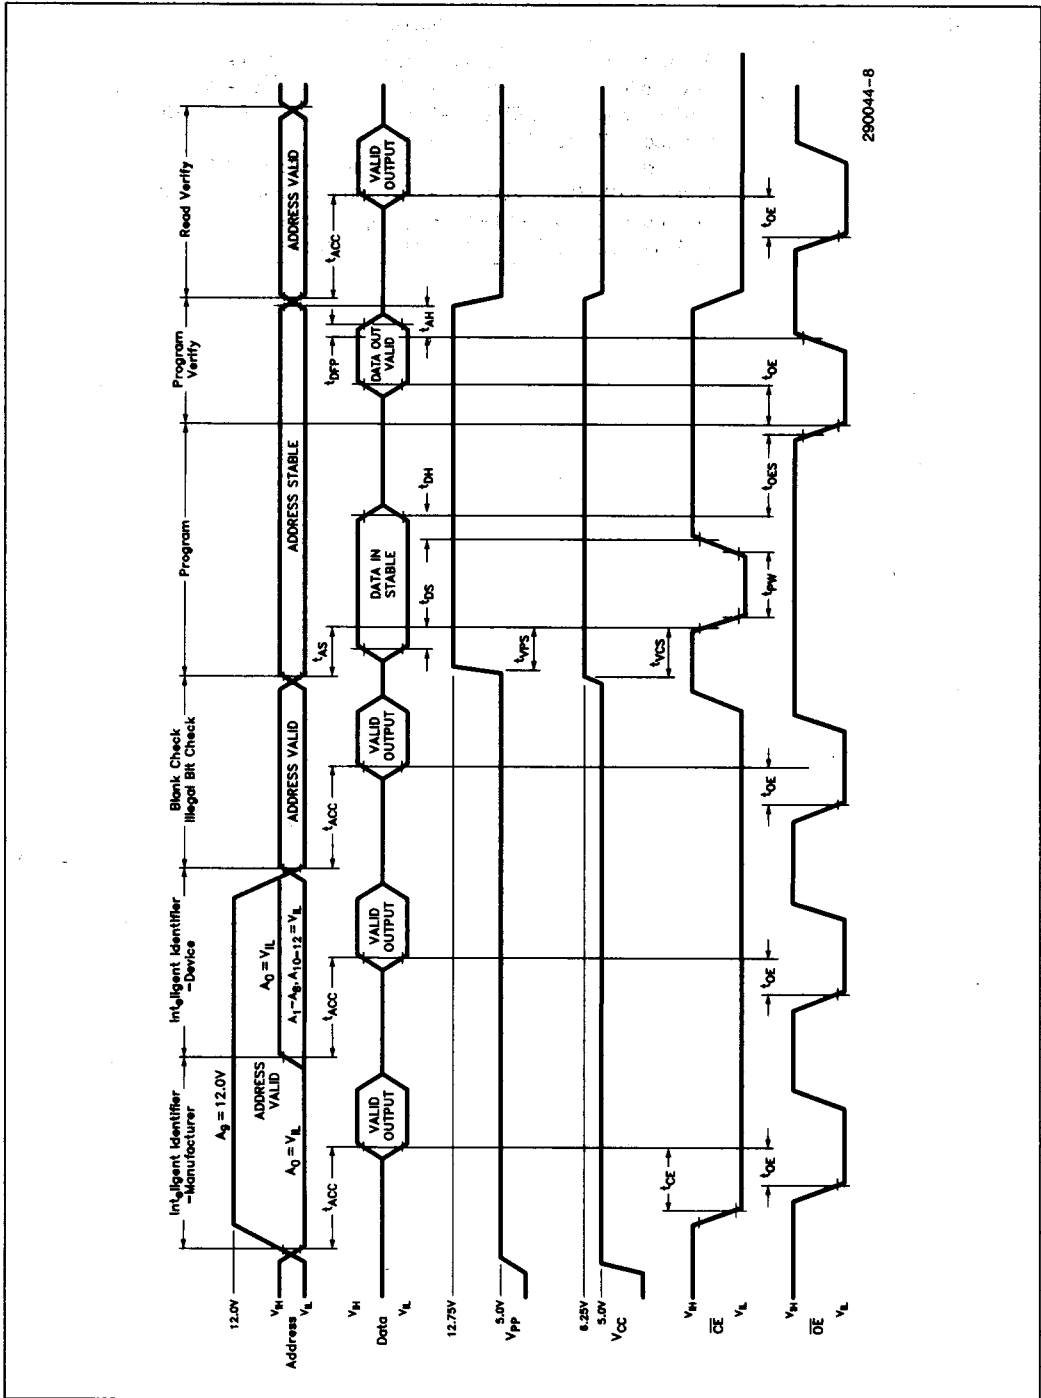 Intelligent Identifier
-Manufacturer
Intelligent Identifier
-Device
Blank Check
Illegal Bit Check
Program
Program
Verify
Read Verify
12.0V
VIH
Address
VIL
A9 = 12.0V
ADDRESS
VALID
A0 = VIL
A0 = VIL
A1-A8, A10-12 = VIL
ADDRESS VALID
ADDRESS STABLE
ADDRESS VALID
tACC
tACC
tACC
tAS
tDFP
tACC
VIH
Data
VIL
VALID
OUTPUT
VALID
OUTPUT
VALID
OUTPUT
DATA IN
STABLE
DATA OUT
VALID
VALID
OUTPUT
tDS
tDH
tAH
12.75V
5.0V
VPP
tVPS
6.25V
5.0V
VCC
tCE
tVCS
VIH
CE
VIL
tPW
tOE
tOE
tOE
tOES
tOE
tOE
VIH
OE
VIL
290044-8